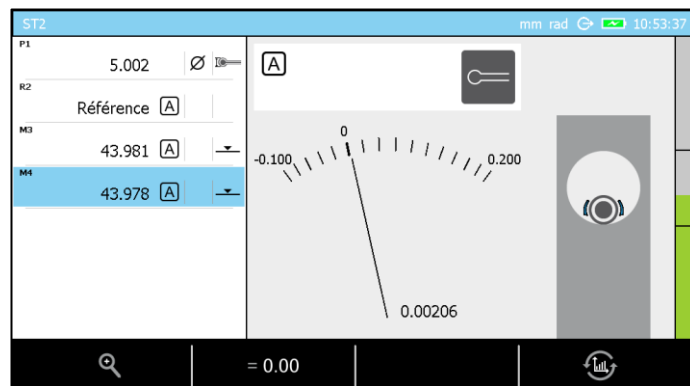 ST2
mm rad 10:53:37
P1
5.002 Ø
R2
Référence A
M3
43.981 A
M4
43.978 A
A
-0.100
0
0.200
0.00206
= 0.00